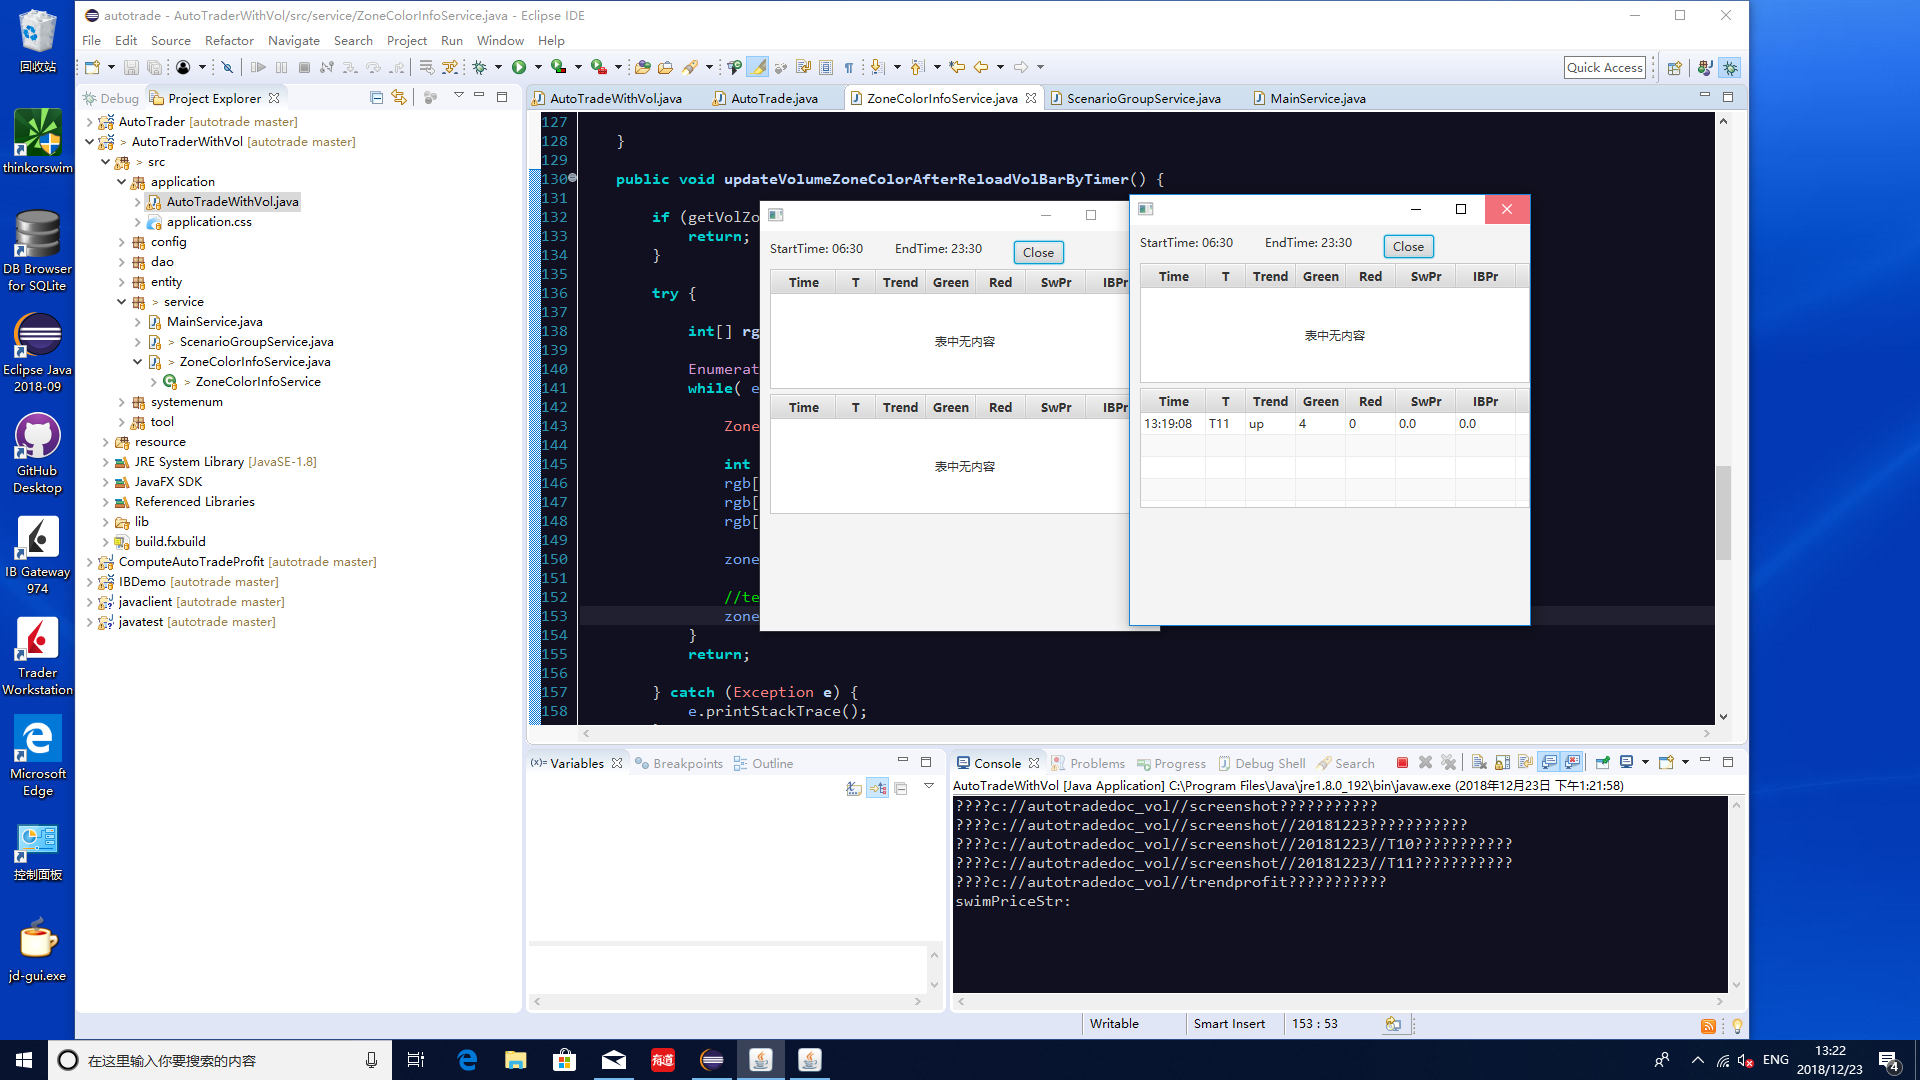 autotrade - AutoTraderWithVol/src/service/ZoneColorInfoService.java - Eclipse IDE
File Edit Source Refactor Navigate Search Project Run Window Help
Quick Access
回收站
thinkorswim
DB Browser
for SQLite
Eclipse Java
2018-09
GitHub
Desktop
IB Gateway
974
Trader
Workstation
Microsoft
Edge
控制面板
jd-gui.exe
Debug Project Explorer
AutoTrader [autotrade master]
> AutoTraderWithVol [autotrade master]
> src
application
AutoTradeWithVol.java
application.css
config
dao
entity
> service
MainService.java
> ScenarioGroupService.java
> ZoneColorInfoService.java
> ZoneColorInfoService
systemenum
tool
resource
JRE System Library [JavaSE-1.8]
JavaFX SDK
Referenced Libraries
lib
build.fxbuild
ComputeAutoTradeProfit [autotrade master]
IBDemo [autotrade master]
javaclient [autotrade master]
javatest [autotrade master]
AutoTradeWithVol.java AutoTrade.java ZoneColorInfoService.java ScenarioGroupService.java MainService.java
127
128 }
129
130 public void updateVolumeZoneColorAfterReloadVolBarByTimer() {
131
132 if (getVolZo
133 return;
134 }
135
136 try {
137
138 int[] rg
139
140 Enumerat
141 while( e
142
143 Zone
144
145 int
146 rgb[
147 rgb[
148 rgb[
149
150 zone
151
152 //te
153 zone
154 }
155 return;
156
157 } catch (Exception e) {
158 e.printStackTrace();
StartTime: 06:30 EndTime: 23:30 Close
Time T Trend Green Red SwPr IBPr
表中无内容
Time T Trend Green Red SwPr IBPr
表中无内容
StartTime: 06:30 EndTime: 23:30 Close
Time T Trend Green Red SwPr IBPr
表中无内容
Time T Trend Green Red SwPr IBPr
13:19:08 T11 up 4 0 0.0 0.0
(x)= Variables Breakpoints Outline
Console Problems Progress Debug Shell Search
AutoTradeWithVol [Java Application] C:\Program Files\Java\jre1.8.0_192\bin\javaw.exe (2018年12月23日 下午1:21:58)
????c://autotradedoc_vol//screenshot???????????
????c://autotradedoc_vol//screenshot//20181223???????????
????c://autotradedoc_vol//screenshot//20181223//T10???????????
????c://autotradedoc_vol//screenshot//20181223//T11???????????
????c://autotradedoc_vol//trendprofit???????????
swimPriceStr:
Writable Smart Insert 153 : 53
在这里输入你要搜索的内容
有道
ENG
13:22
2018/12/23
4